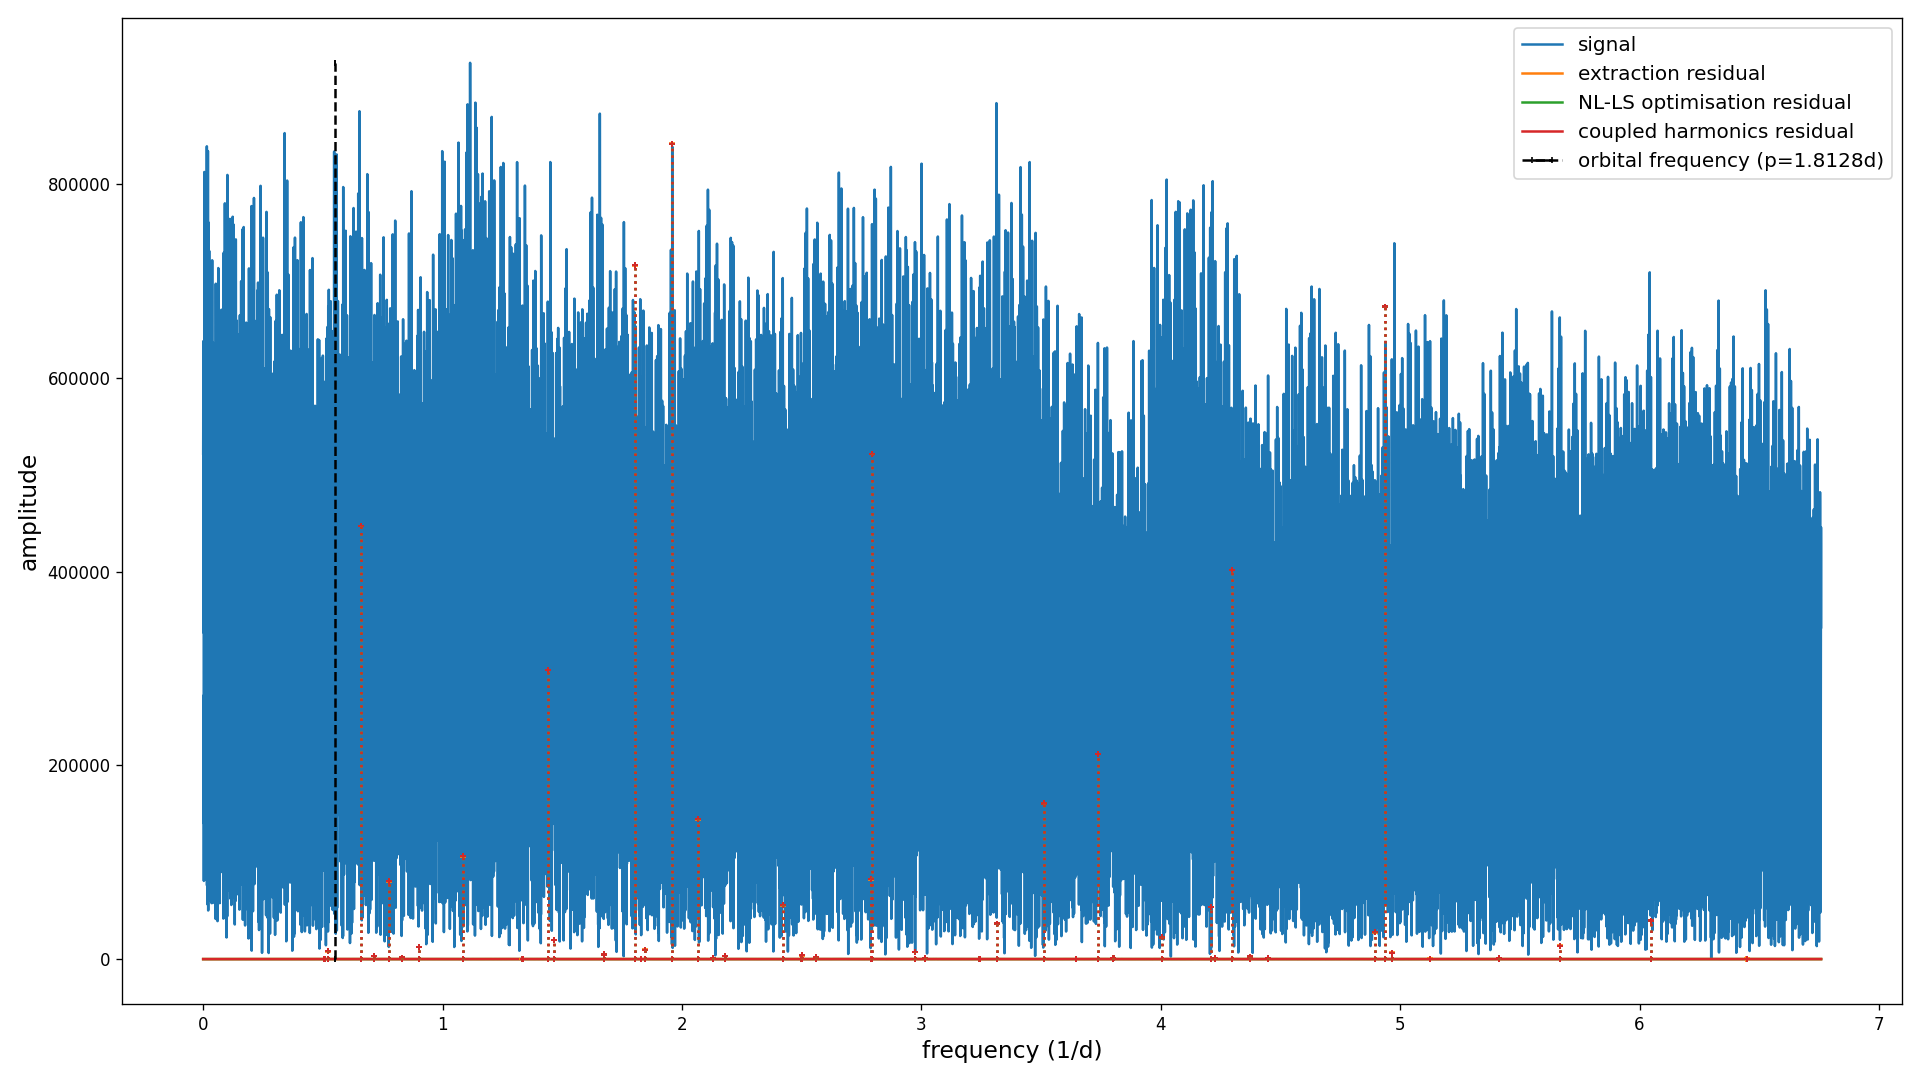 signal
extraction residual
NL-LS optimisation residual
coupled harmonics residual
orbital frequency (p=1.8128d)
amplitude
800000
600000
400000
200000
0
0 1 2 3 4 5 6 7
frequency (1/d)